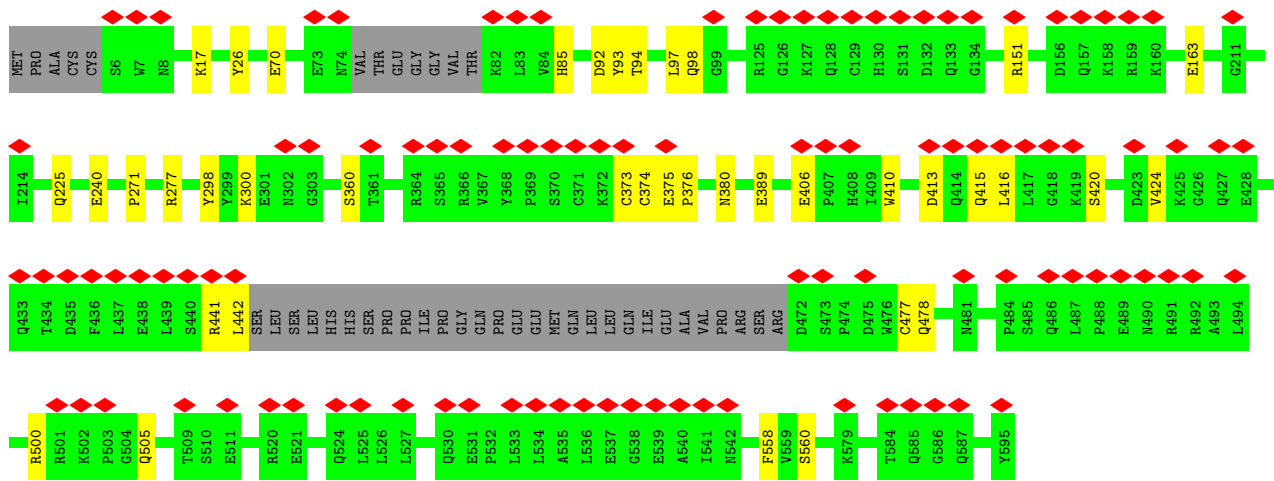 MET PRO ALA CYS CYS S6 W7 N8 K17 Y26 E70 E73 N74 VAL THR GLU GLY GLY VAL THR K82 L83 V84 H85 D92 Y93 T94 L97 Q98 G99 R125 G126 K127 Q128 C129 H130 S131 D132 Q133 G134 R151 D156 Q157 K158 R159 K160 E163 G211
I214 Q225 E240 P271 R277 Y298 Y299 K300 E301 N302 G303 S360 T361 R364 S365 R366 V367 Y368 P369 S370 C371 K372 C373 C374 E375 P376 N380 E389 E406 P407 H408 I409 W410 D413 Q414 Q415 L416 L417 G418 K419 S420 D423 V424 K425 G426 Q427 E428
Q433 T434 D435 F436 L437 E438 L439 S440 R441 L442 SER LEU SER LEU HIS HIS SER PRO PRO ILE PRO GLY GLN PRO GLU GLU MET GLN LEU LEU GLN ILE GLU ALA VAL PRO ARG SER ARG D472 S473 P474 D475 W476 C477 Q478 N481 P484 S485 Q486 L487 P488 E489 N490 R491 R492 A493 L494
R500 R501 K502 P503 G504 Q505 T509 S510 E511 R520 E521 Q524 L525 L526 L527 Q530 E531 P532 L533 L534 A535 L536 E537 G538 E539 A540 I541 N542 F558 V559 S560 K579 T584 Q585 G586 Q587 Y595